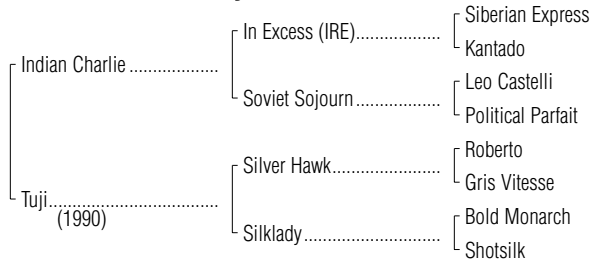 Siberian Express
In Excess (IRE)..................
Kantado
Indian Charlie ...................
Leo Castelli
Soviet Sojourn ..................
Political Parfait
Roberto
Silver Hawk.......................
Gris Vitesse
Tuji....................................
(1990)
Bold Monarch
Silklady.............................
Shotsilk